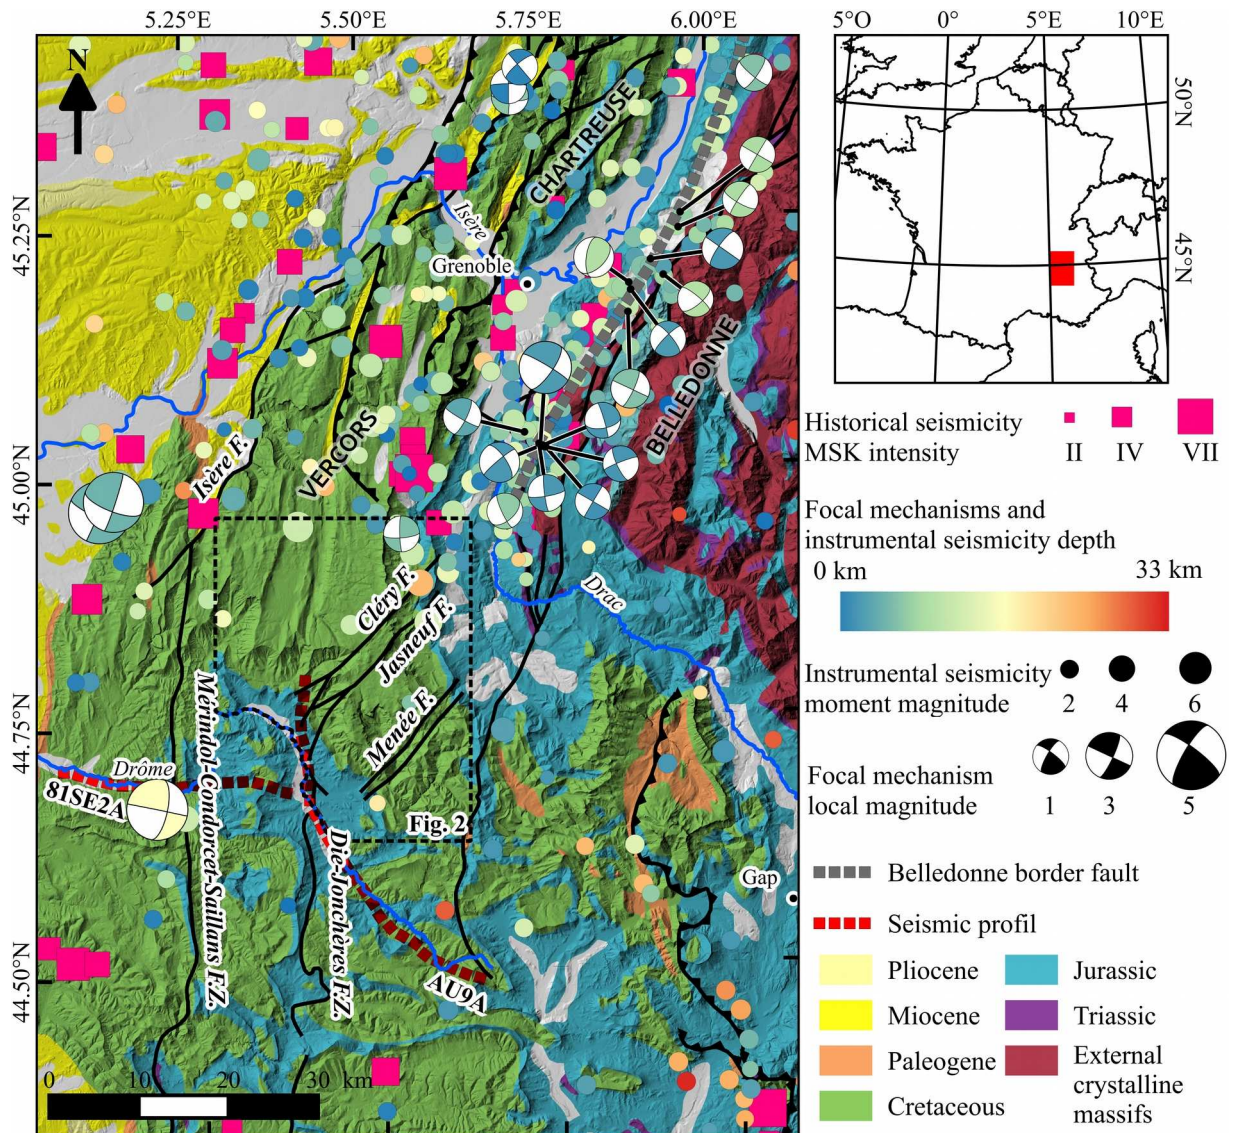 5.25°E 5.50°E 5.75°E 6.00°E
5°O 0° 5°E 10°E
50°N
45°N
N
CHARTREUSE
Isère
45.25°N
Grenoble
BELLEDONNE
VERCORS
Isère F.
45.00°N
Cléry F.
Jasneuf F.
Drac
Menée F.
44.75°N
Mérindol-Condorcet-Saillans F.Z.
Drôme
81SE2A
Fig. 2
Die-Jonchères F.Z.
Gap
AU9A
44.50°N
0 10 20 30 km
Historical seismicity
MSK intensity
II IV VII
Focal mechanisms and
instrumental seismicity depth
0 km 33 km
Instrumental seismicity
moment magnitude
2 4 6
Focal mechanism
local magnitude
1 3 5
Belledonne border fault
Seismic profil
Pliocene Jurassic
Miocene Triassic
Paleogene External
crystalline
massifs
Cretaceous